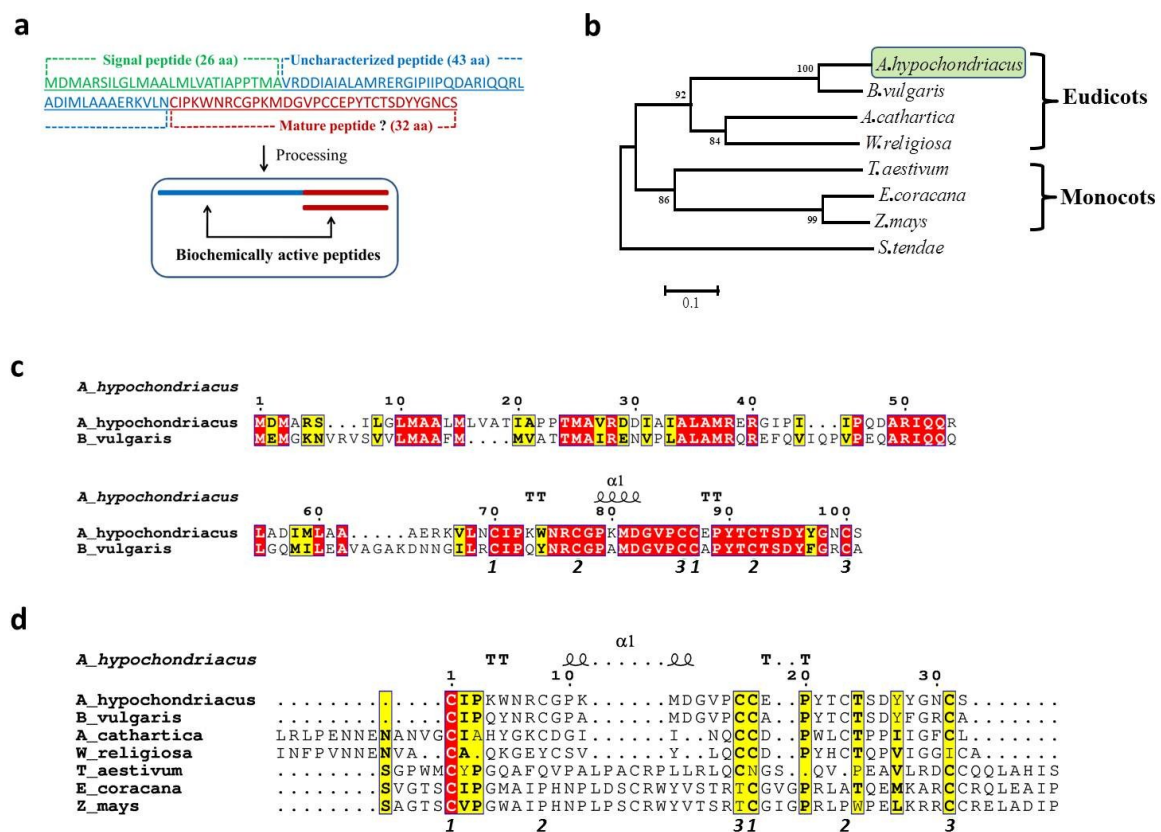 a
Signal peptide (26 aa) Uncharacterized peptide (43 aa)
MDMARSILGLMAALMLVATIAPPTMAVRDDIAIALAMRERGIPIIPQDARIQQRL
ADIMLAAAERKVLNCIPKWNRCGPKMDGVPCCEPYTCTSDYYGNCS
Mature peptide ? (32 aa)
Processing
Biochemically active peptides
b
A.hypochondriacus
100
B.vulgaris
92
A.cathartica
84
W.religiosa
Eudicots
T.aestivum
86
E.coracana
99
Z.mays
Monocots
S.tendae
0.1
c
A_hypochondriacus
1 10 20 30 40 50
A_hypochondriacus MDMARS...ILGLMAALMLVATIAPPTMAVRDDIAIALAMRERGIPI...IPQDARIQQR
B_vulgaris MEMGKNVRVSVVLMAAFM....MVATTMAIRENVPLALAMRQREFQVIQPVPEQARIQQR
A_hypochondriacus TT α1 TT
60 70 80 90 100
A_hypochondriacus LADIMLAA.....AERKVLNCIPKWNRCGPKMDGVPCCEPYTCTSDYYGNCS
B_vulgaris LGQMILEAVAGAKDNNGILRCIPQYNRCGPAMDGVPCCAPYTCTSDYFGRCA
1 2 3 1 2 3
d
A_hypochondriacus TT α1 T..T
1 10 20 30
A_hypochondriacus ...............CIPKWNRCGPK.......MDGVPCCE.PYTCTSDYYGNCS.......
B_vulgaris ...............CIPQYNRCGPA.......MDGVPCCA.PYTCTSDYFGRCA.......
A_cathartica LRLPENNENANVGCIAHYGKCDGI.......I..NQCCD.PWLCTPPIIGFCL.......
W_religiosa INFPVNNENVA..CA.QKGEYCSV.......Y..LQCCD.PYHCTQPVIGGICA......
T_aestivum .........SGPWMCYPGQAFQVPALPACRPLLRLQCNGS..QV.PEAVLRDCCQQLAHIS
E_coracana .........SVGTSCIPGMAIPHNPLDSCRWYVSTRTCGVGPRLATQEMKARCCRQLEAIP
Z_mays .........SAGTSCVPGWAIPHNPLPSCRWYVTSRTCGIGPRLPWPELKRRCCRELADIP
1 2 3 1 2 3